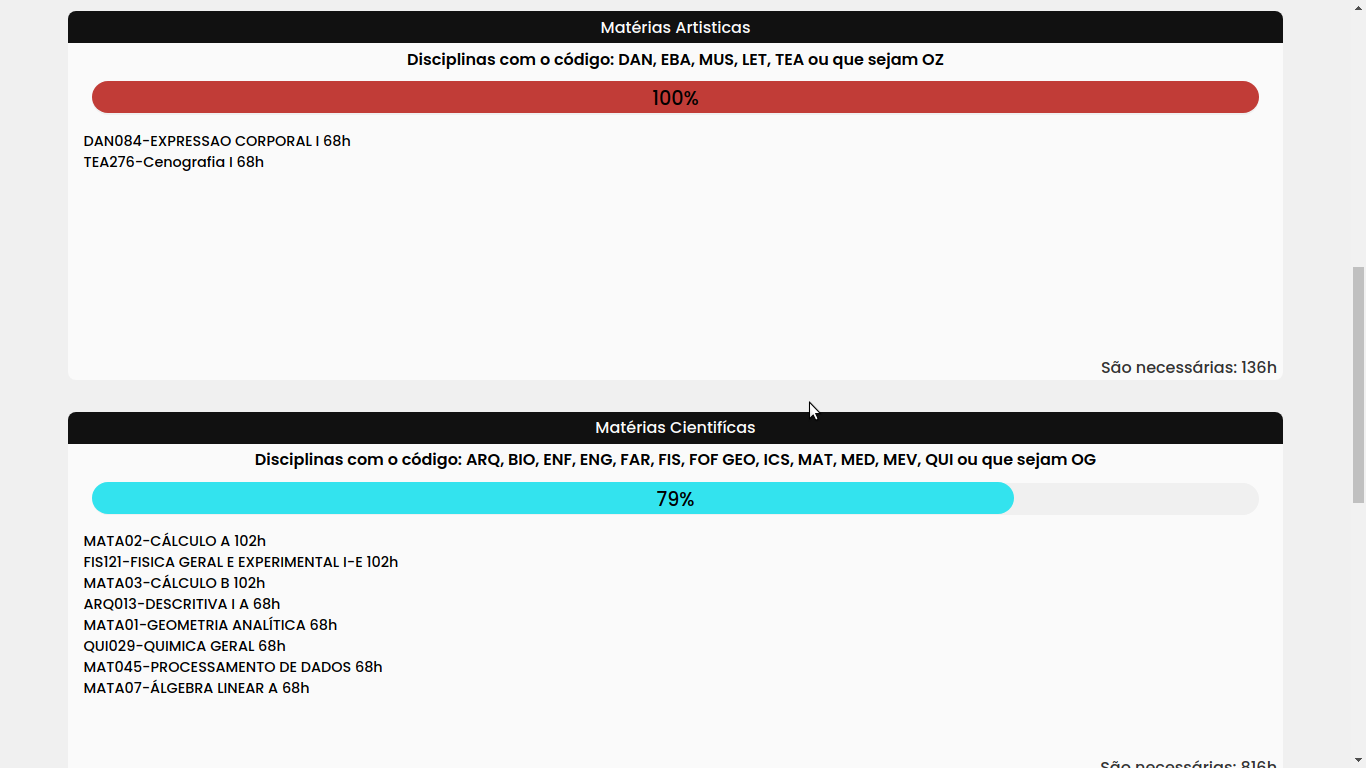 Matérias Artisticas
Disciplinas com o código: DAN, EBA, MUS, LET, TEA ou que sejam OZ
100%
DAN084-EXPRESSAO CORPORAL I 68h
TEA276-Cenografia I 68h
São necessárias: 136h
Matérias Cientifícas
Disciplinas com o código: ARQ, BIO, ENF, ENG, FAR, FIS, FOF GEO, ICS, MAT, MED, MEV, QUI ou que sejam OG
79%
MATA02-CÁLCULO A 102h
FIS121-FISICA GERAL E EXPERIMENTAL I-E 102h
MATA03-CÁLCULO B 102h
ARQ013-DESCRITIVA I A 68h
MATA01-GEOMETRIA ANALÍTICA 68h
QUI029-QUIMICA GERAL 68h
MAT045-PROCESSAMENTO DE DADOS 68h
MATA07-ÁLGEBRA LINEAR A 68h
São necessárias: 816h